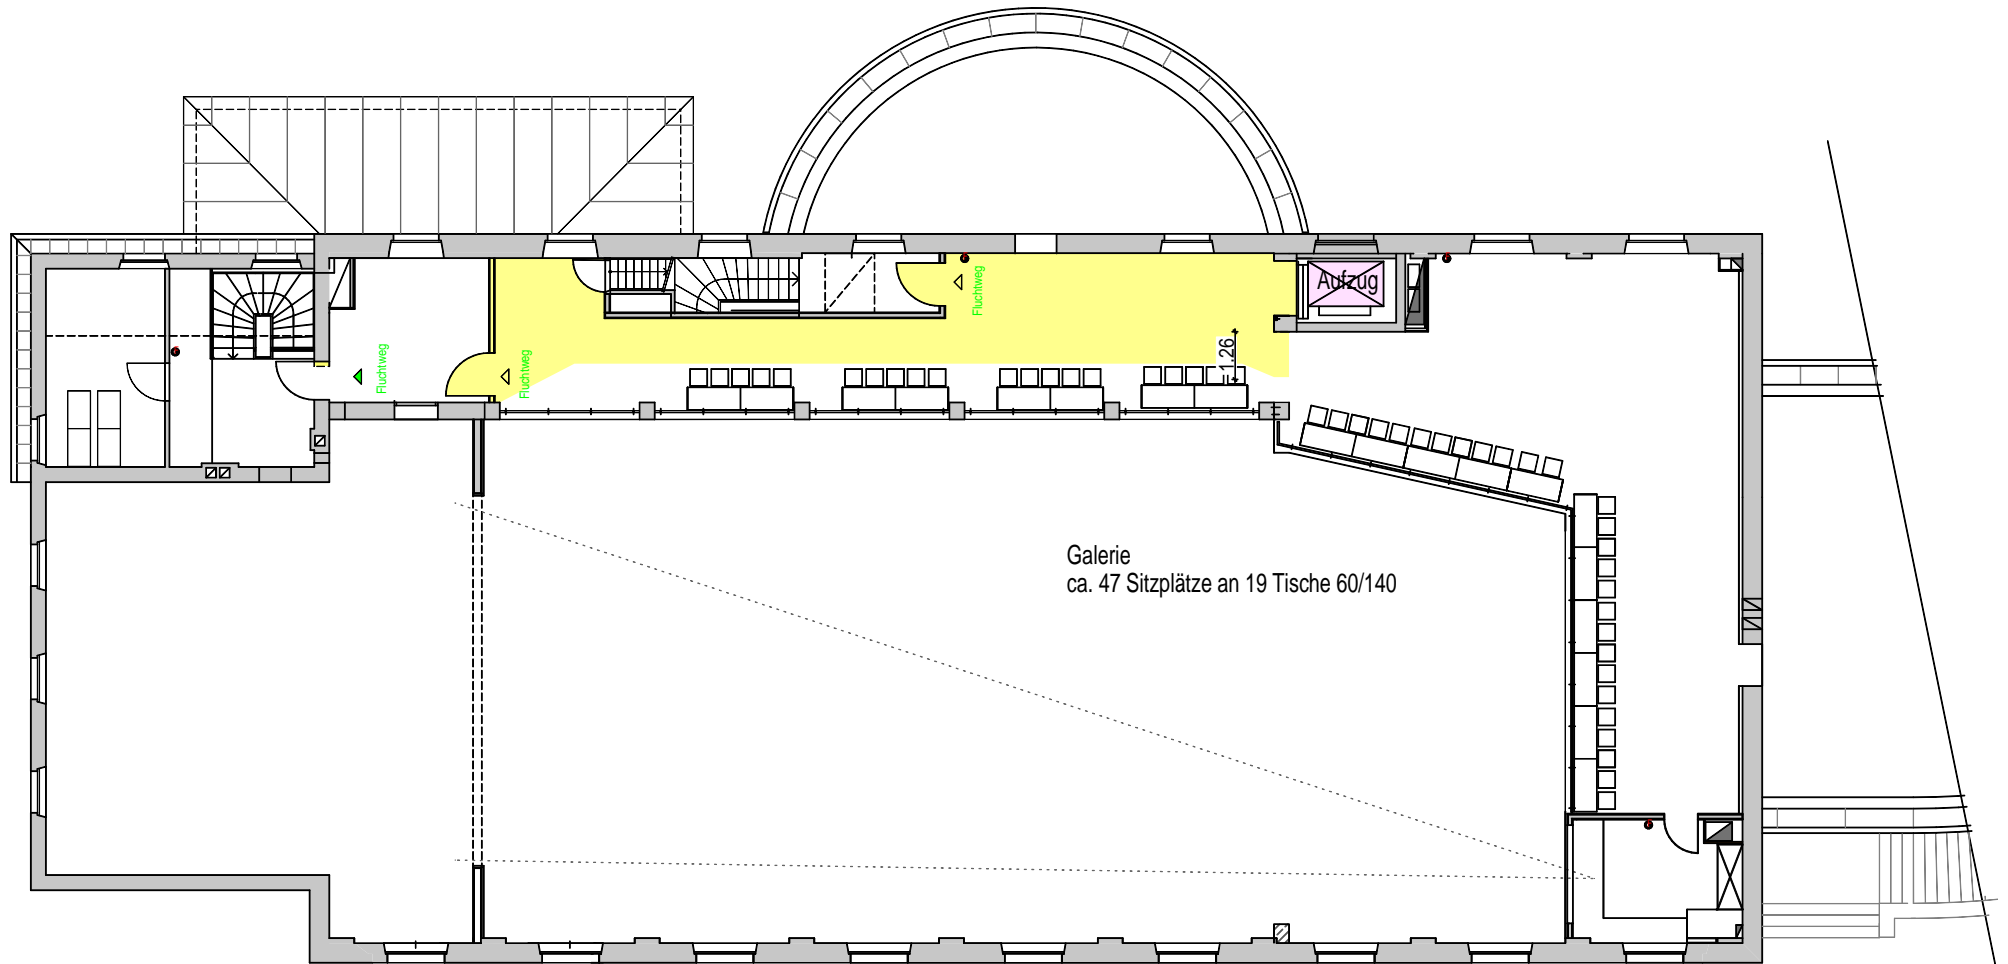 Aufzug
Fluchtweg
Fluchtweg
Fluchtweg
1.26
Galerie
ca. 47 Sitzplätze an 19 Tische 60/140